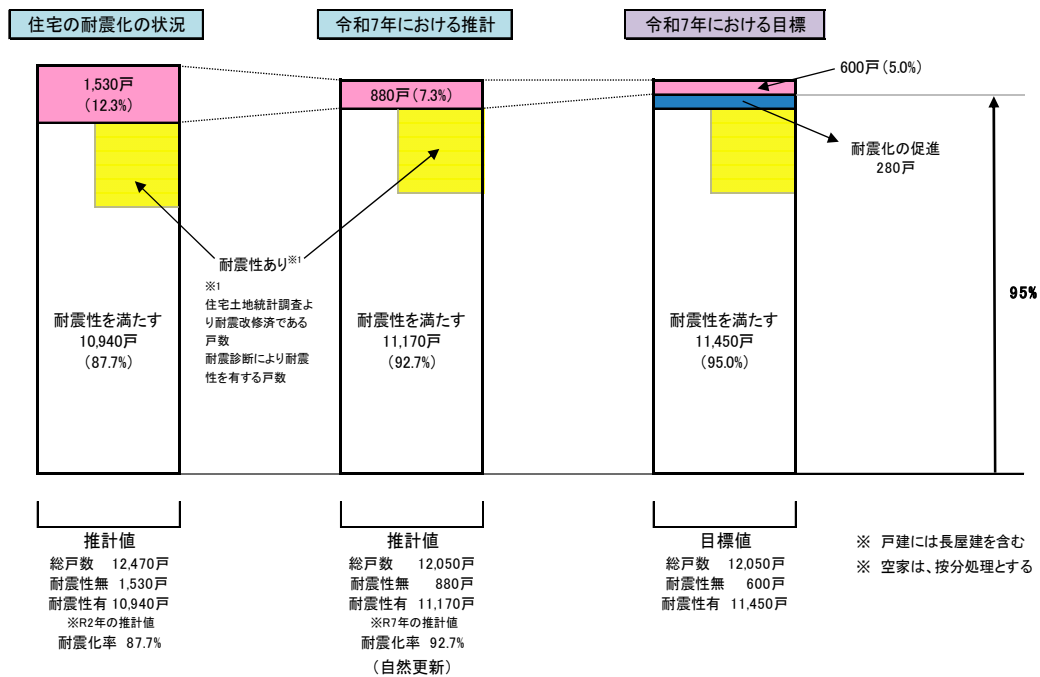 住宅の耐震化の状況
令和7年における推計
令和7年における目標
1,530戸
(12.3%)
880戸(7.3%)
600戸(5.0%)
耐震化の促進
280戸
耐震性あり※1
※1
住宅土地統計調査よ
り耐震改修済である
戸数
耐震診断により耐震
性を有する戸数
耐震性を満たす
10,940戸
(87.7%)
耐震性を満たす
11,170戸
(92.7%)
耐震性を満たす
11,450戸
(95.0%)
95%
推計値
総戸数 12,470戸
耐震性無 1,530戸
耐震性有 10,940戸
※R2年の推計値
耐震化率 87.7%
推計値
総戸数 12,050戸
耐震性無 880戸
耐震性有 11,170戸
※R7年の推計値
耐震化率 92.7%
(自然更新)
目標値
総戸数 12,050戸
耐震性無 600戸
耐震性有 11,450戸
※ 戸建には長屋建を含む
※ 空家は、按分処理とする